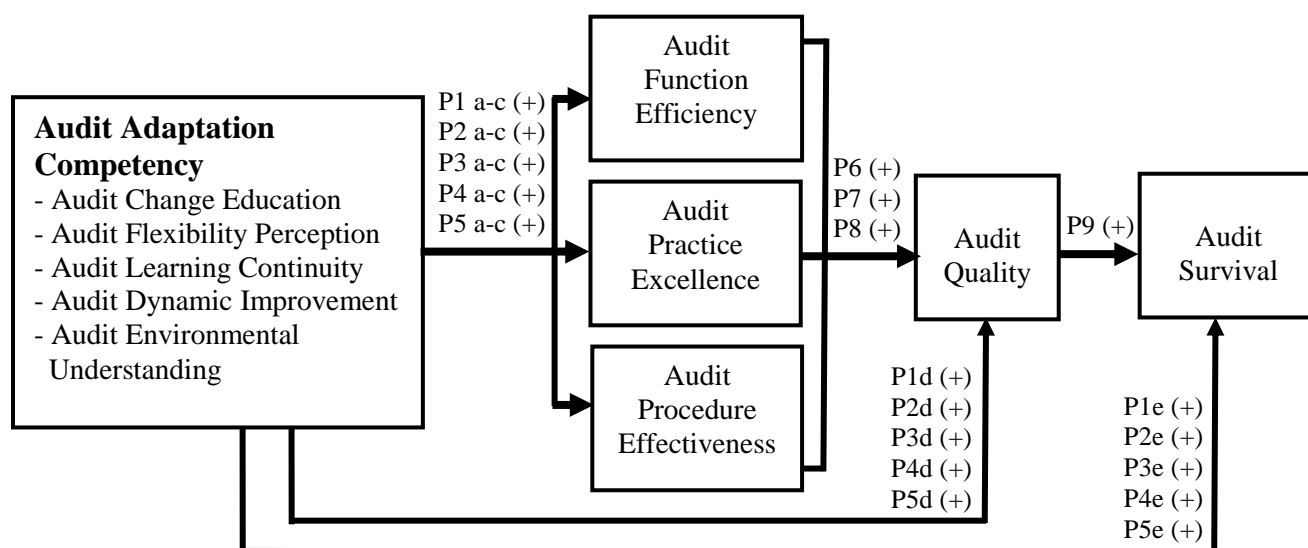 Audit Adaptation
Competency
- Audit Change Education
- Audit Flexibility Perception
- Audit Learning Continuity
- Audit Dynamic Improvement
- Audit Environmental
Understanding
P1 a-c (+)
P2 a-c (+)
P3 a-c (+)
P4 a-c (+)
P5 a-c (+)
Audit
Function
Efficiency
Audit
Practice
Excellence
Audit
Procedure
Effectiveness
P6 (+)
P7 (+)
P8 (+)
Audit
Quality
P9 (+)
Audit
Survival
P1d (+)
P2d (+)
P3d (+)
P4d (+)
P5d (+)
P1e (+)
P2e (+)
P3e (+)
P4e (+)
P5e (+)